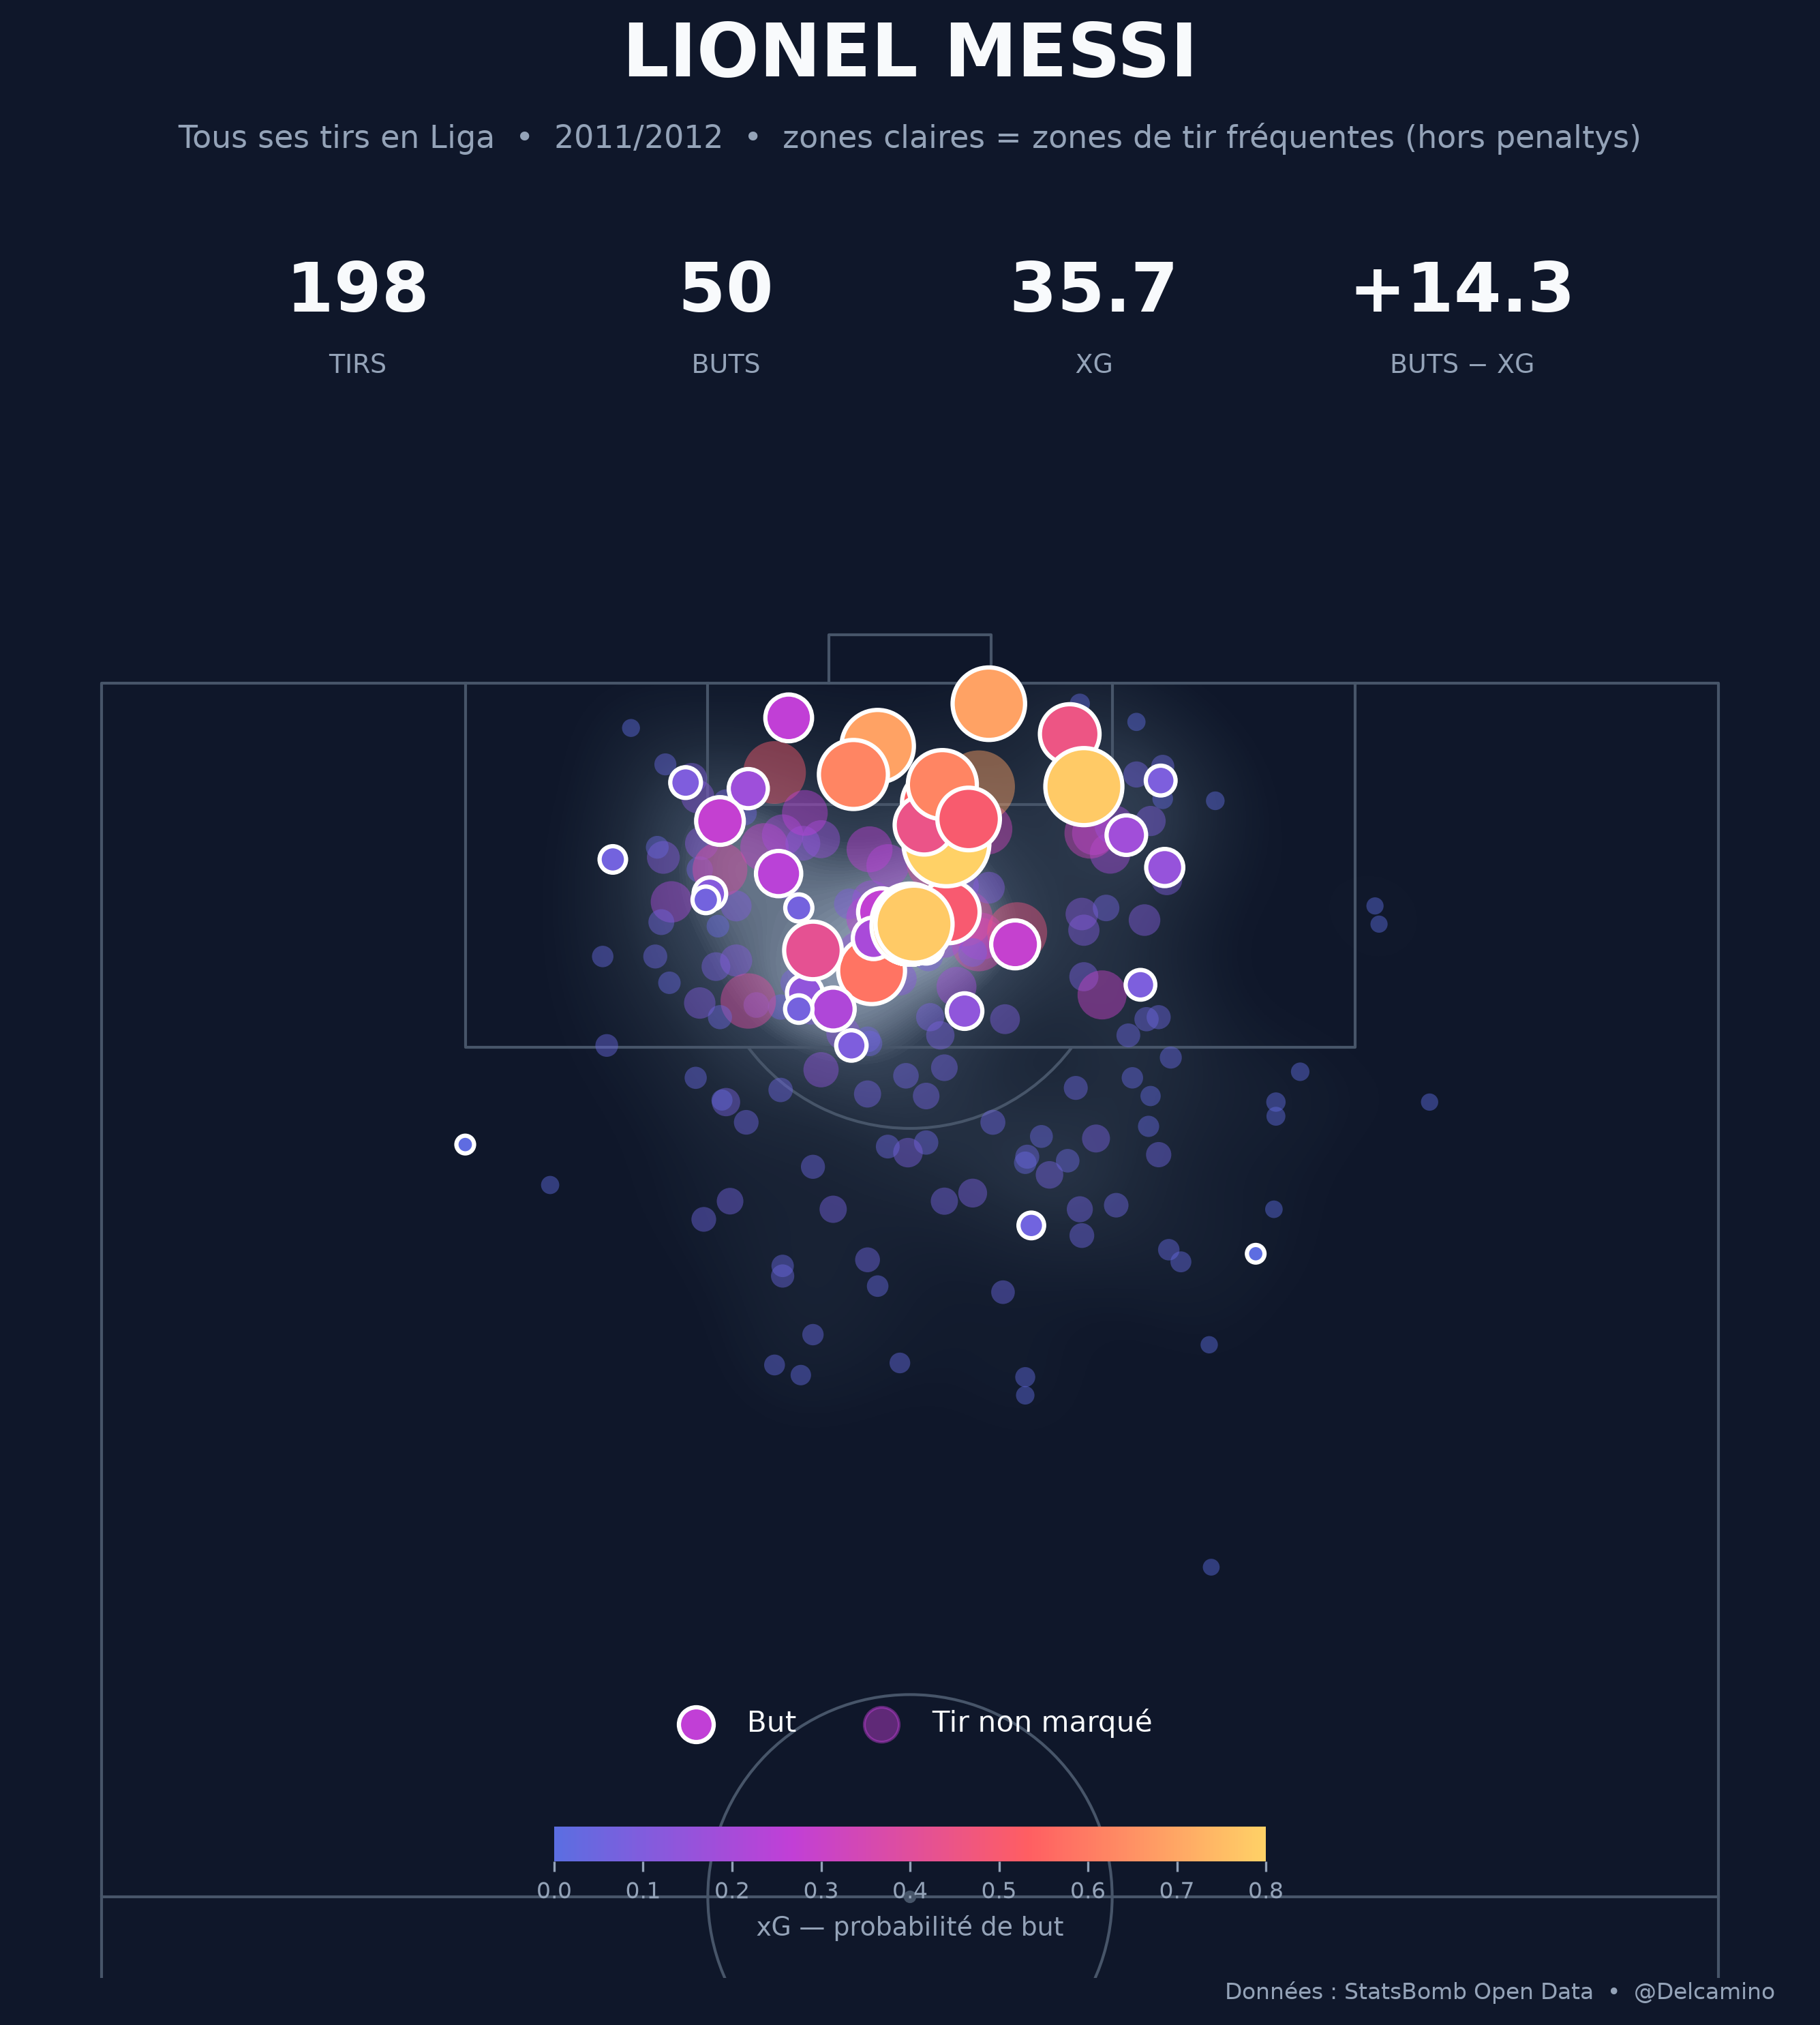 LIONEL MESSI
Tous ses tirs en Liga • 2011/2012 • zones claires = zones de tir fréquentes (hors penaltys)
198 50 35.7 +14.3
TIRS BUTS XG BUTS − XG
But Tir non marqué
0.0 0.1 0.2 0.3 0.4 0.5 0.6 0.7 0.8
xG — probabilité de but
Données : StatsBomb Open Data • @Delcamino